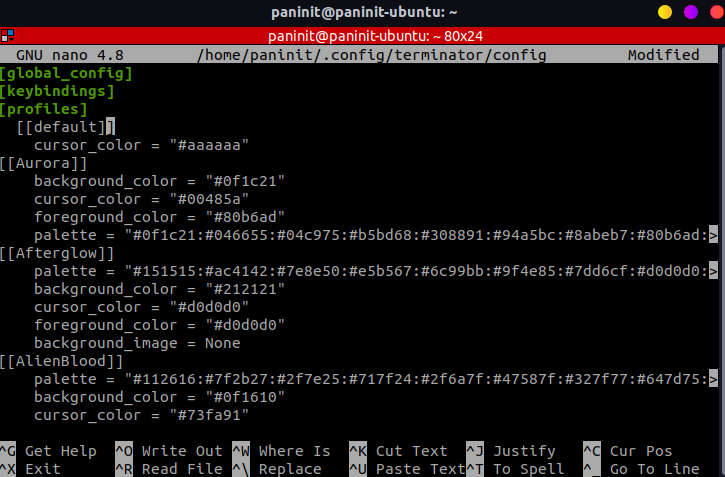 paninit@paninit-ubuntu: ~
paninit@paninit-ubuntu: ~ 80x24
GNU nano 4.8 /home/paninit/.config/terminator/config Modified
[global_config]
[keybindings]
[profiles]
[[default]]
cursor_color = "#aaaaaa"
[[Aurora]]
background_color = "#0f1c21"
cursor_color = "#00485a"
foreground_color = "#80b6ad"
palette = "#0f1c21:#046655:#04c975:#b5bd68:#308891:#94a5bc:#8abeb7:#80b6ad:>
[[Afterglow]]
palette = "#151515:#ac4142:#7e8e50:#e5b567:#6c99bb:#9f4e85:#7dd6cf:#d0d0d0:>
background_color = "#212121"
cursor_color = "#d0d0d0"
foreground_color = "#d0d0d0"
background_image = None
[[AlienBlood]]
palette = "#112616:#7f2b27:#2f7e25:#717f24:#2f6a7f:#47587f:#327f77:#647d75:>
background_color = "#0f1610"
cursor_color = "#73fa91"
^G Get Help ^O Write Out ^W Where Is ^K Cut Text ^J Justify ^C Cur Pos
^X Exit ^R Read File ^\ Replace ^U Paste Text ^T To Spell ^_ Go To Line